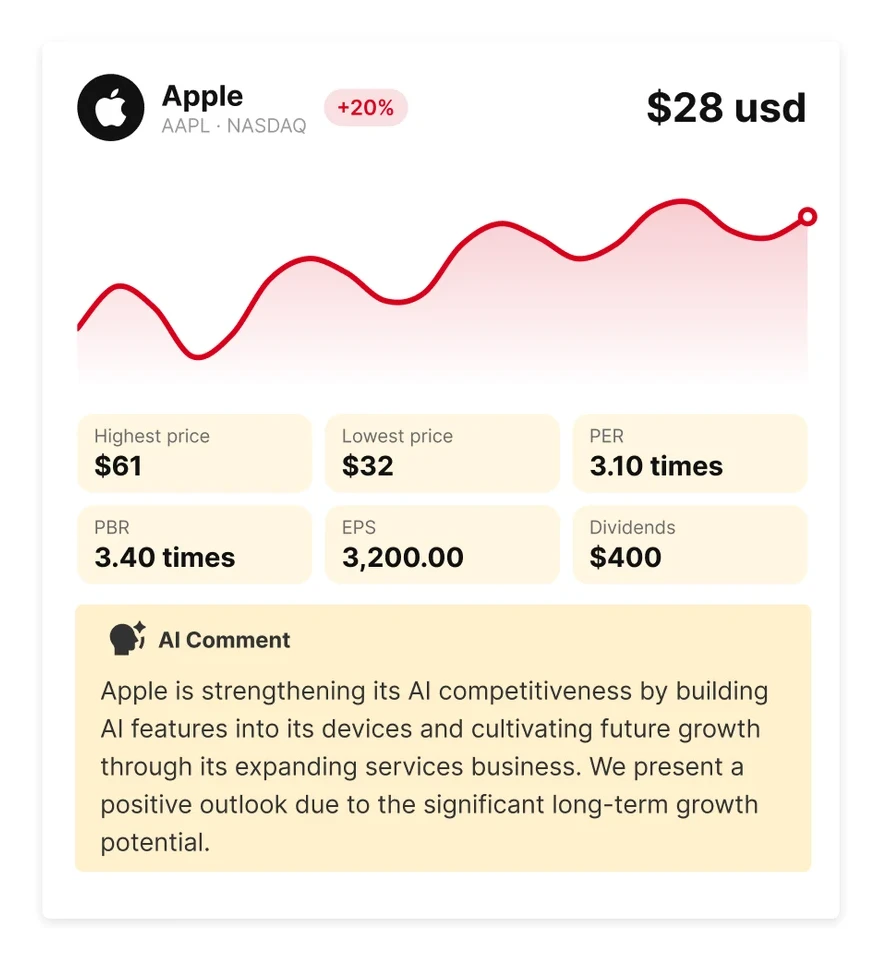 Apple
AAPL · NASDAQ
+20%
$28 usd
Highest price
$61
Lowest price
$32
PER
3.10 times
PBR
3.40 times
EPS
3,200.00
Dividends
$400
AI Comment
Apple is strengthening its AI competitiveness by building
AI features into its devices and cultivating future growth
through its expanding services business. We present a
positive outlook due to the significant long-term growth
potential.